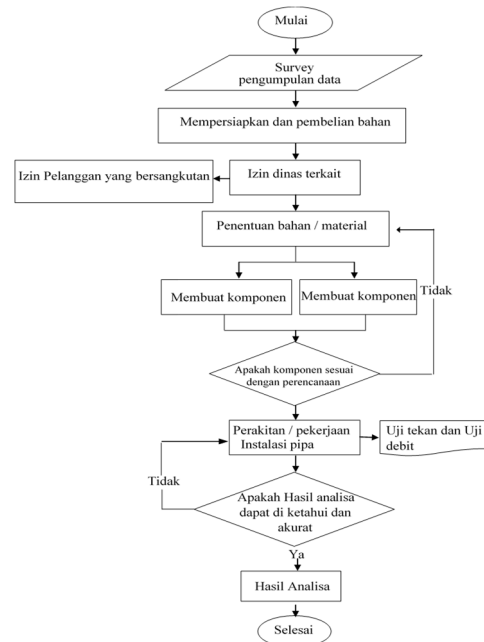 Mulai
Survey
pengumpulan data
Mempersiapkan dan pembelian bahan
Izin Pelanggan yang bersangkutan
Izin dinas terkait
Penentuan bahan / material
Membuat komponen
Membuat komponen
Tidak
Apakah komponen sesuai
dengan perencanaan
Perakitan / pekerjaan
Instalasi pipa
Uji tekan dan Uji
debit
Tidak
Apakah Hasil analisa
dapat di ketahui dan
akurat
Ya
Hasil Analisa
Selesai